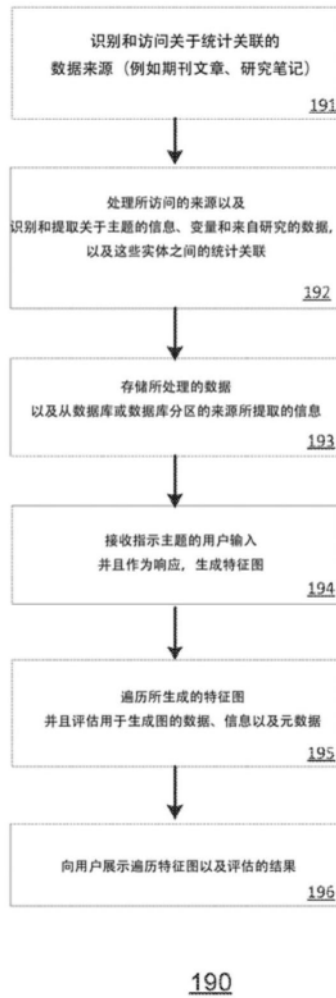 识别和访问关于统计关联的
数据来源（例如期刊文章、研究笔记）
191
处理所访问的来源以及
识别和提取关于主题的信息、变量和来自研究的数据，
以及这些实体之间的统计关联
192
存储所处理的数据
以及从数据库或数据库分区的来源所提取的信息
193
接收指示主题的用户输入
并且作为响应，生成特征图
194
遍历所生成的特征图
并且评估用于生成图的数据、信息以及元数据
195
向用户展示遍历特征图以及评估的结果
196
190